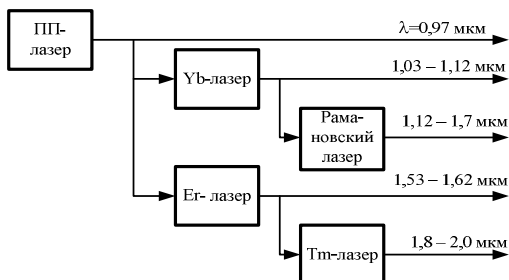 ПП-
лазер
λ=0,97 мкм
Yb-лазер
1,03 – 1,12 мкм
Рама-
новский
лазер
1,12 – 1,7 мкм
Er- лазер
1,53 – 1,62 мкм
Tm-лазер
1,8 – 2,0 мкм